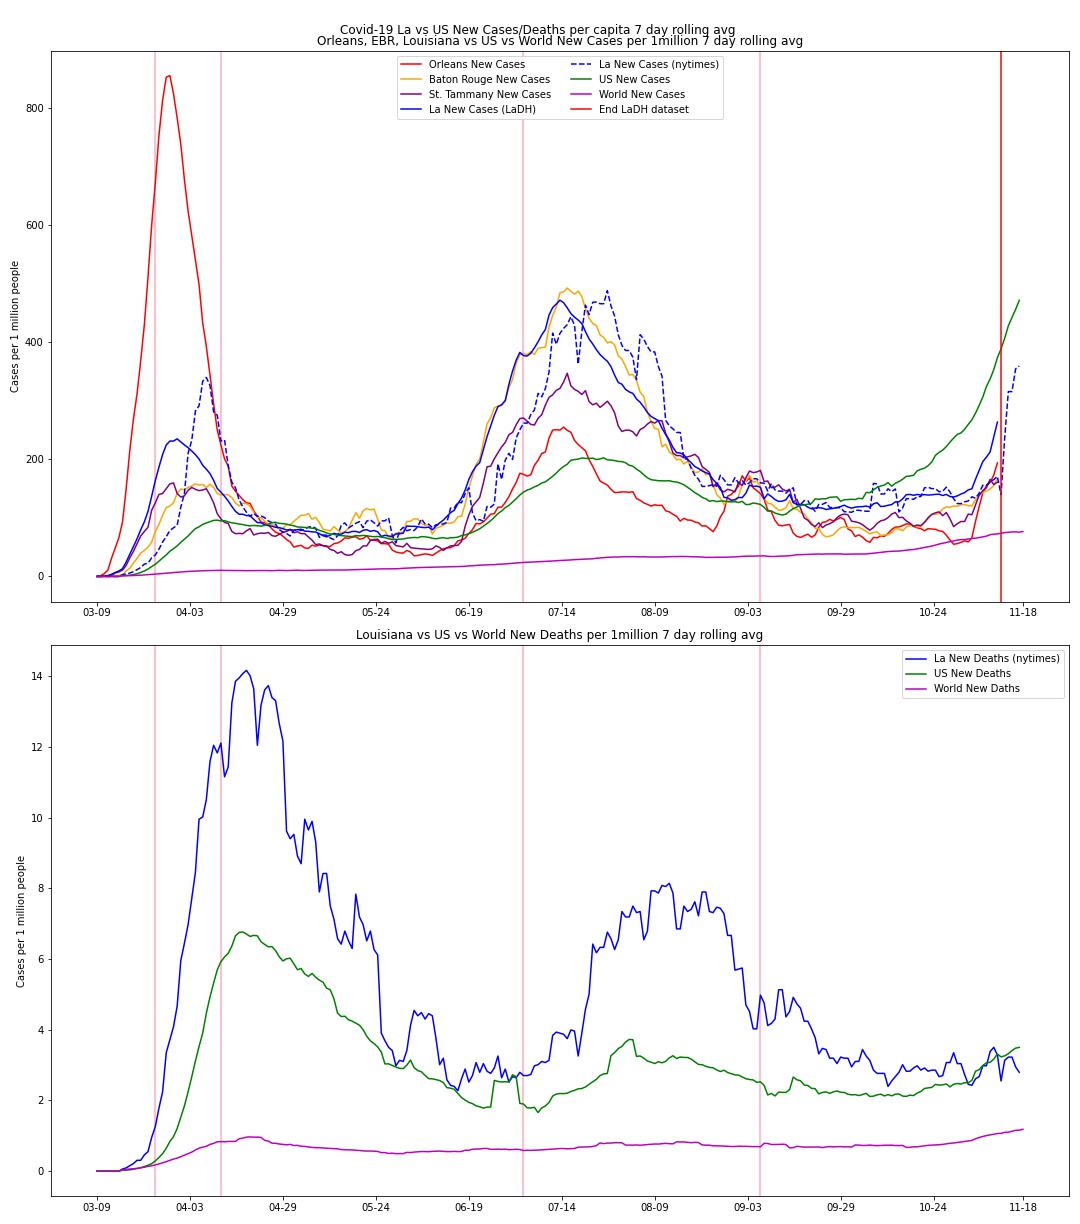 Covid-19 La vs US New Cases/Deaths per capita 7 day rolling avg
Orleans, EBR, Louisiana vs US vs World New Cases per 1million 7 day rolling avg
Orleans New Cases
Baton Rouge New Cases
St. Tammany New Cases
La New Cases (LaDH)
La New Cases (nytimes)
US New Cases
World New Cases
End LaDH dataset
Cases per 1 million people
800
600
400
200
0
03-09 04-03 04-29 05-24 06-19 07-14 08-09 09-03 09-29 10-24 11-18
Louisiana vs US vs World New Deaths per 1million 7 day rolling avg
La New Deaths (nytimes)
US New Deaths
World New Daths
Cases per 1 million people
14
12
10
8
6
4
2
0
03-09 04-03 04-29 05-24 06-19 07-14 08-09 09-03 09-29 10-24 11-18